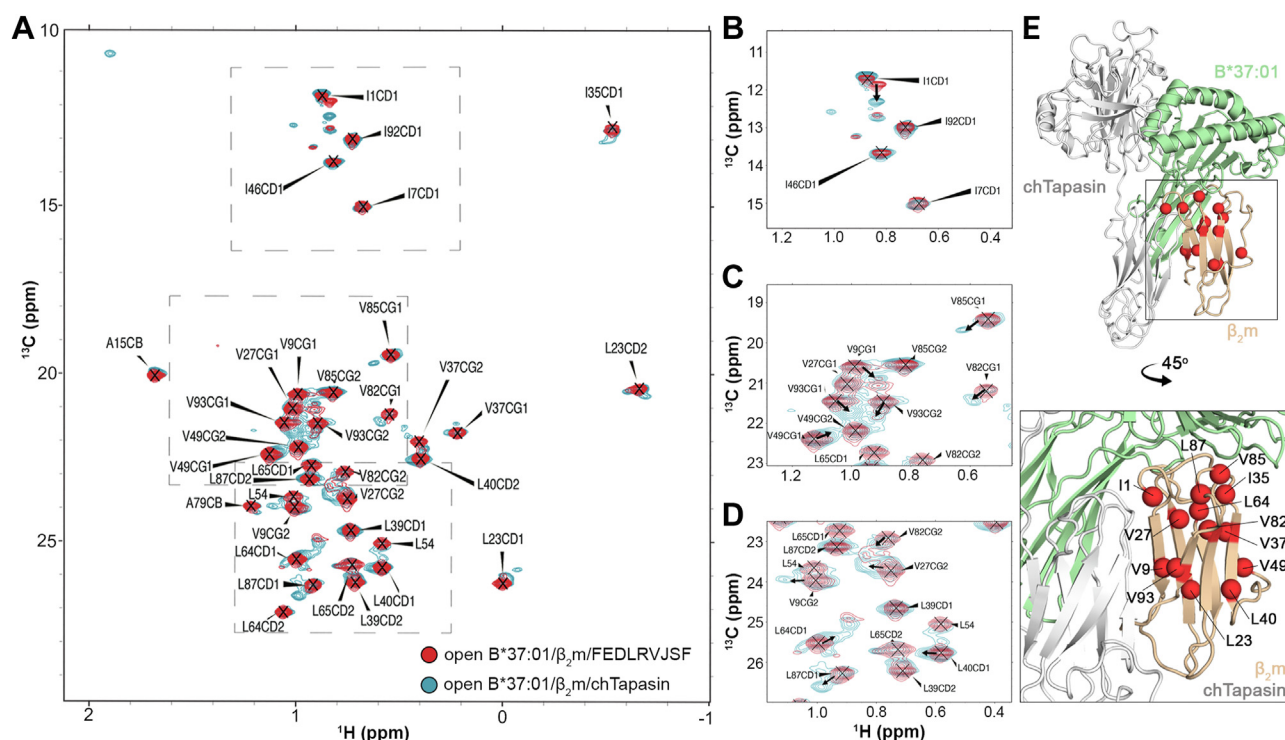 A
10
15
20
25
¹³C (ppm)
2
1
0
-1
¹H (ppm)
I1CD1
I35CD1
I92CD1
I46CD1
I7CD1
V85CG1
A15CB
V9CG1
V27CG1
L23CD2
V85CG2
V37CG2
V82CG1
V93CG1
V37CG1
V49CG2
V93CG2
V49CG1
L65CD1
L87CD2
V82CG2
L40CD2
L54
V27CG2
A79CB
V9CG2
L39CD1
L64CD1
L54
L23CD1
L87CD1
L40CD1
L65CD2
L39CD2
L64CD2
open B*37:01/β₂m/FEDLRVJSF
open B*37:01/β₂m/chTapasin
B
11
12
13
14
15
¹³C (ppm)
I1CD1
I92CD1
I46CD1
I7CD1
1.2
1.0
0.8
0.6
0.4
C
19
20
21
22
23
¹³C (ppm)
V85CG1
V9CG1
V27CG1
V85CG2
V93CG1
V82CG1
V49CG2
V93CG2
V49CG1
L65CD1
V82CG2
1.2
1.0
0.8
0.6
D
23
24
25
26
¹³C (ppm)
L65CD1
V82CG2
L87CD2
L54
V27CG2
V9CG2
L39CD1
L64CD1
L65CD2
L54
L40CD1
L87CD1
L39CD2
1.0
0.8
0.6
0.4
¹H (ppm)
E
B*37:01
chTapasin
β₂m
45°
L87
V85
I1
I35
L64
V27
V82
V37
V9
V49
V93
L40
L23
β₂m
chTapasin